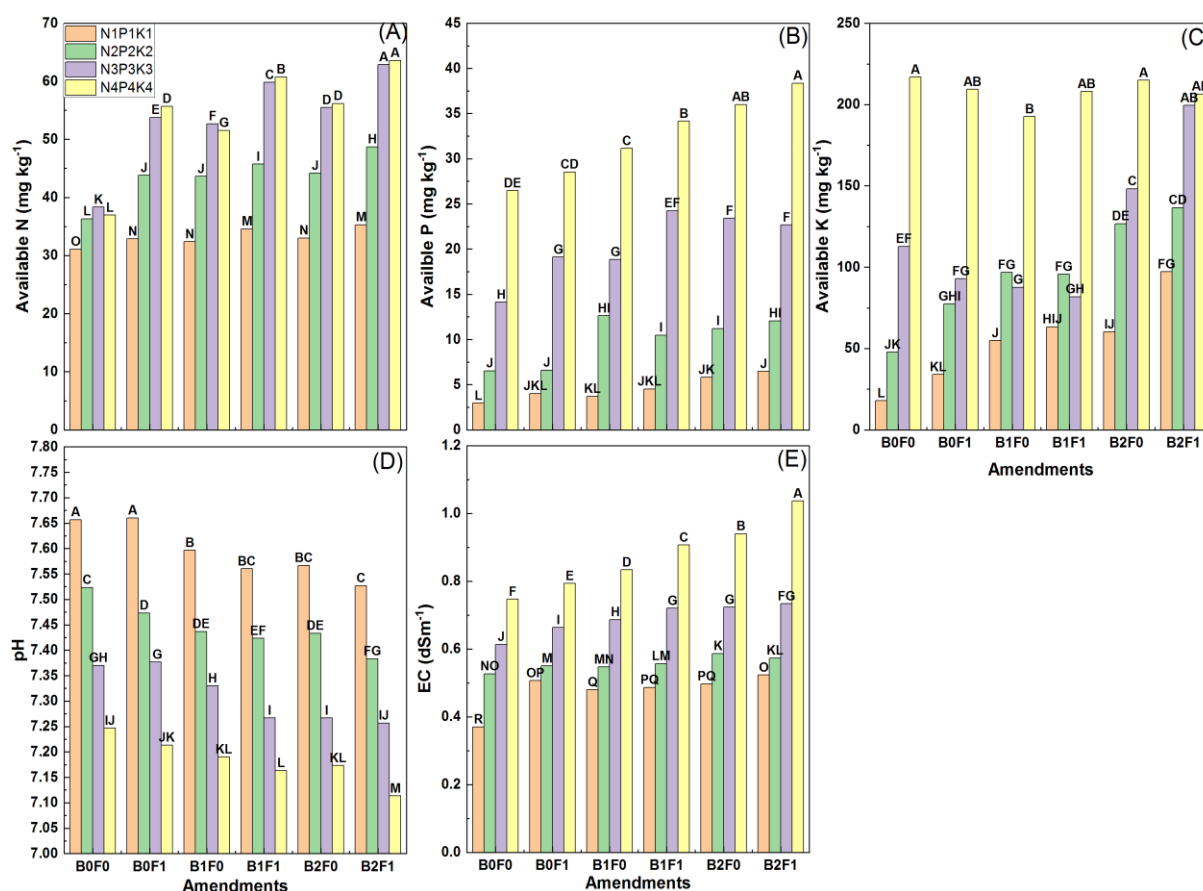 N1P1K1
N2P2K2
N3P3K3
N4P4K4
(A)
Available N (mg kg-1)
70
60
50
40
30
20
10
0
O L K L
N J E D
N J F G
M I C B
N J D D
M H A A
(B)
Availble P (mg kg-1)
45
40
35
30
25
20
15
10
5
0
L J H DE
JKL J G CD
KL HI G C
JKL I EF B
JK I F AB
J HI F A
(C)
Available K (mg kg-1)
250
200
150
100
50
0
L JK EF A
KL GHI FG AB
J FG G B
HIJ FG GH AB
IJ DE C A
FG CD AB
B0F0 B0F1 B1F0 B1F1 B2F0 B2F1
Amendments
(D)
pH
7.80
7.75
7.70
7.65
7.60
7.55
7.50
7.45
7.40
7.35
7.30
7.25
7.20
7.15
7.10
7.05
7.00
A C GH IJ
A D G JK
B DE H KL
BC EF I L
BC DE I KL
C FG IJ M
B0F0 B0F1 B1F0 B1F1 B2F0 B2F1
Amendments
(E)
EC (dSm-1)
1.2
1.0
0.8
0.6
0.4
0.2
0.0
R NO J F
OP M I E
Q MN H D
PQ LM G C
PQ K G B
O KL FG A
B0F0 B0F1 B1F0 B1F1 B2F0 B2F1
Amendments